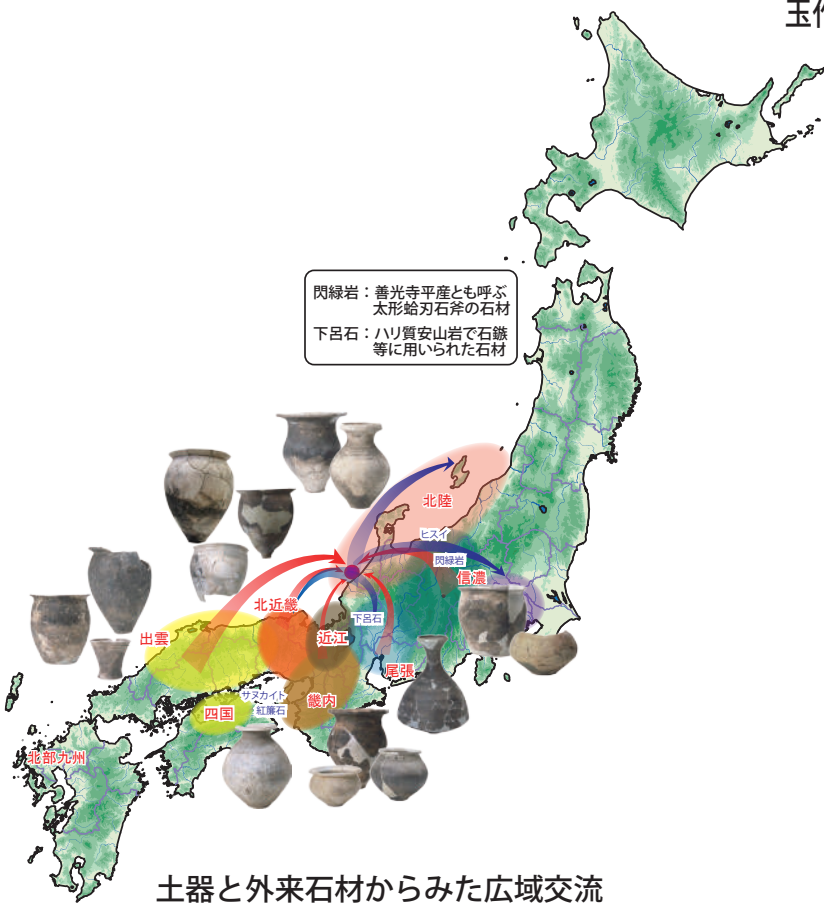 玉作
閃緑岩：善光寺平産とも呼ぶ
太形蛤刃石斧の石材
下呂石：ハリ質安山岩で石鏃
等に用いられた石材
北陸
ヒスイ
閃緑岩
信濃
北近畿
下呂石
出雲
近江
尾張
サヌカイト
畿内
四国
紅簾石
北部九州
土器と外来石材からみた広域交流